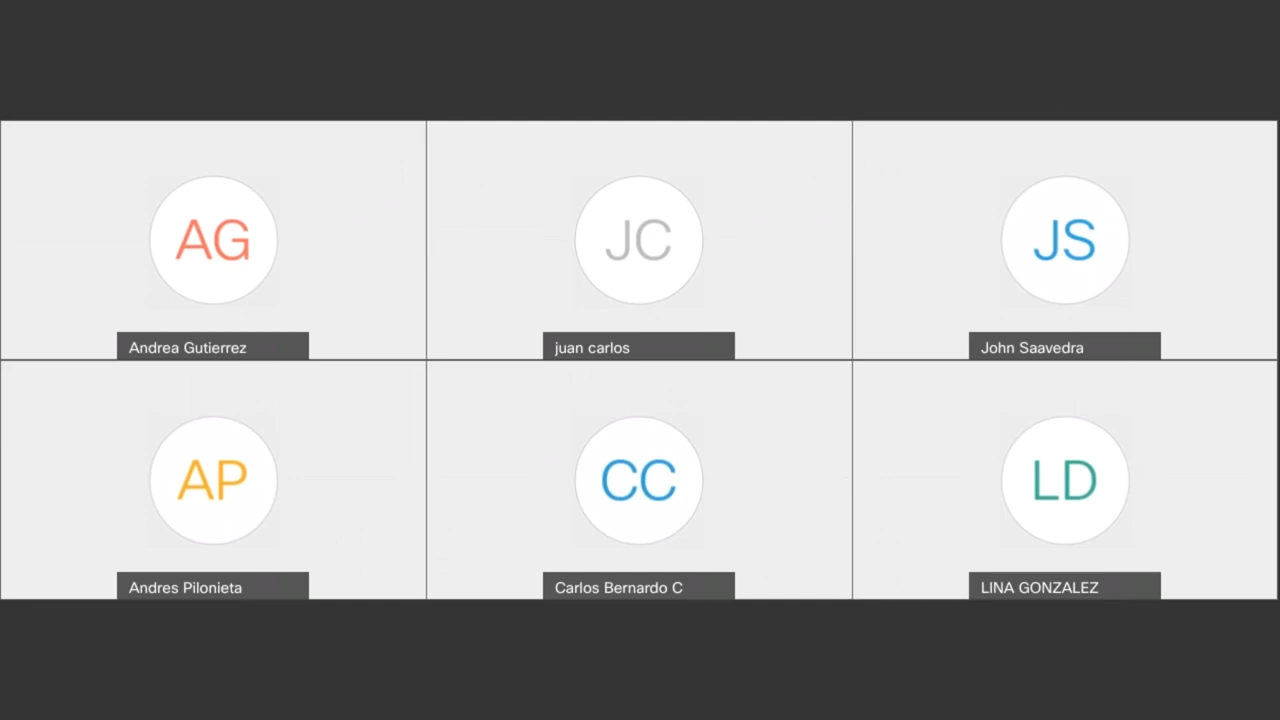 AG
JC
JS
Andrea Gutierrez
juan carlos
John Saavedra
AP
CC
LD
Andres Pilonieta
Carlos Bernardo C
LINA GONZALEZ